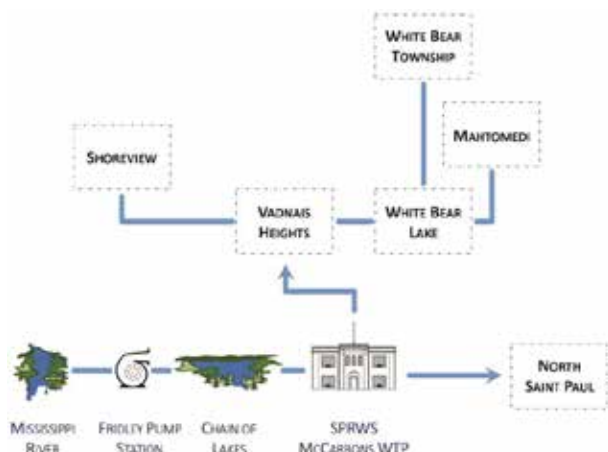 WHITE BEAR
TOWNSHIP
MAHTOMEDI
SHOREVIEW
VADNAIS
HEIGHTS
WHITE BEAR
LAKE
NORTH
SAINT PAUL
MISSISSIPPI
RIVER
FRIDLEY PUMP
STATION
CHAIN OF
LAKES
SPRWS
MCCARRONS WTP